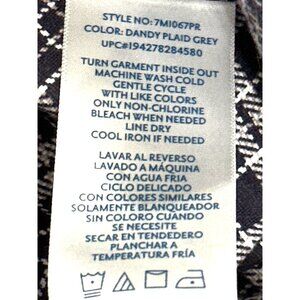 STYLE NO: 7MI067PR
COLOR: DANDY PLAID GREY
UPC#194278284580
TURN GARMENT INSIDE OUT
MACHINE WASH COLD
GENTLE CYCLE
WITH LIKE COLORS
ONLY NON-CHLORINE
BLEACH WHEN NEEDED
LINE DRY
COOL IRON IF NEEDED
LAVAR AL REVERSO
LAVADO A MÁQUINA
CON AGUA FRIA
CICLO DELICADO
CON COLORES SIMILARES
SOLAMENTE BLANQUEADOR
SIN COLORO CUANDO
SE NECESITE
SECAR EN TENDEDERO
PLANCHAR A
TEMPERATURA FRÍA